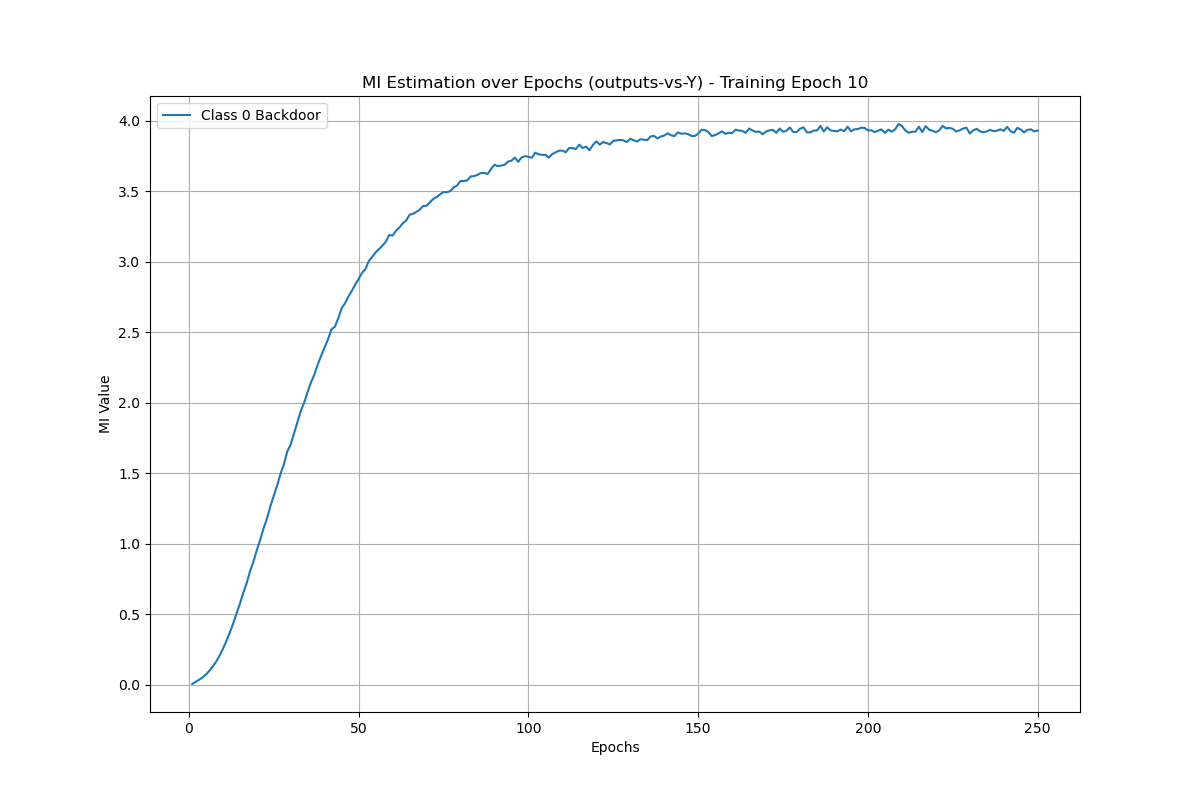 MI Estimation over Epochs (outputs-vs-Y) - Training Epoch 10
Class 0 Backdoor
4.0
3.5
3.0
2.5
2.0
1.5
1.0
0.5
0.0
MI Value
0 50 100 150 200 250
Epochs